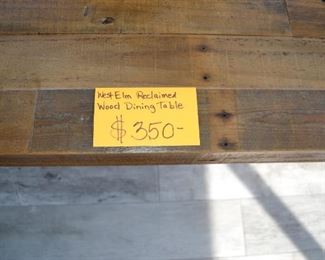 West Elm Reclaimed
Wood Dining Table
$350-